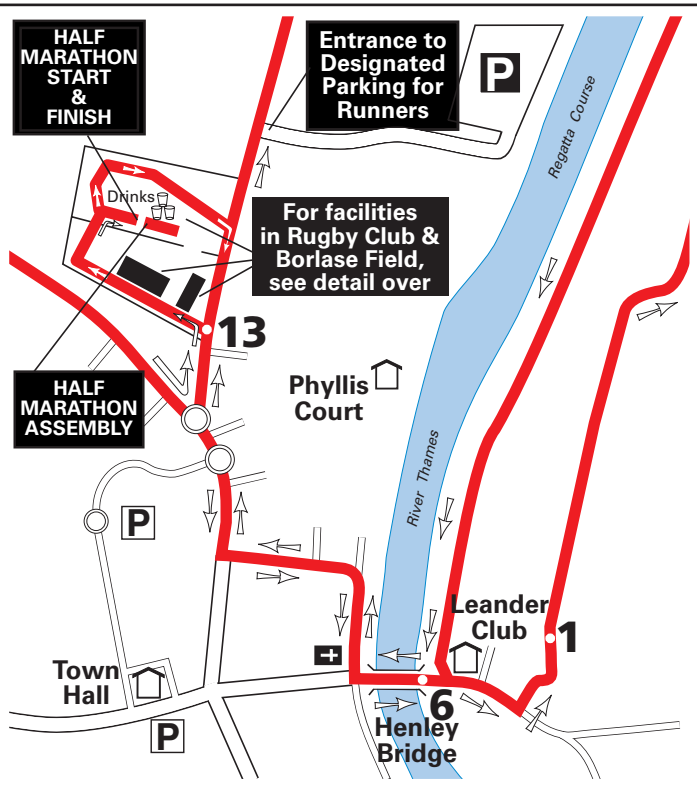 HALF
MARATHON
START
&
FINISH
Entrance to
Designated
Parking for
Runners
P
Regatta Course
Drinks
For facilities
in Rugby Club &
Borlase Field,
see detail over
13
HALF
MARATHON
ASSEMBLY
Phyllis
Court
River Thames
P
Leander
Club
1
Town
Hall
6
Henley
Bridge
P